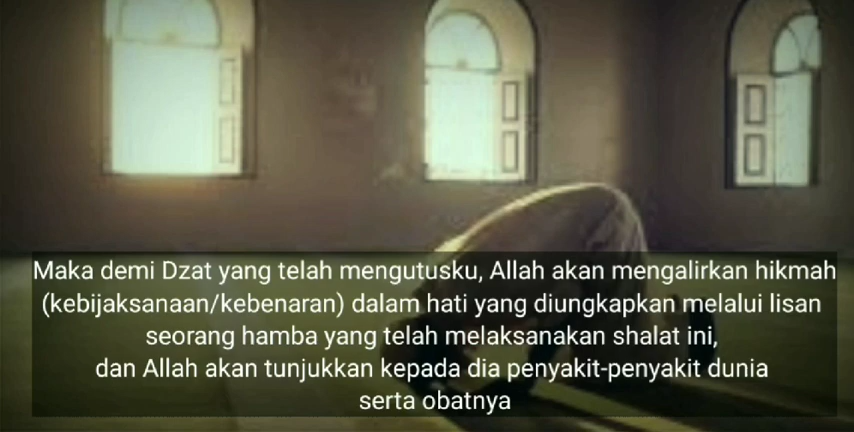 Maka demi Dzat yang telah mengutusku, Allah akan mengalirkan hikmah
(kebijaksanaan/kebenaran) dalam hati yang diungkapkan melalui lisan
seorang hamba yang telah melaksanakan shalat ini,
dan Allah akan tunjukkan kepada dia penyakit-penyakit dunia
serta obatnya